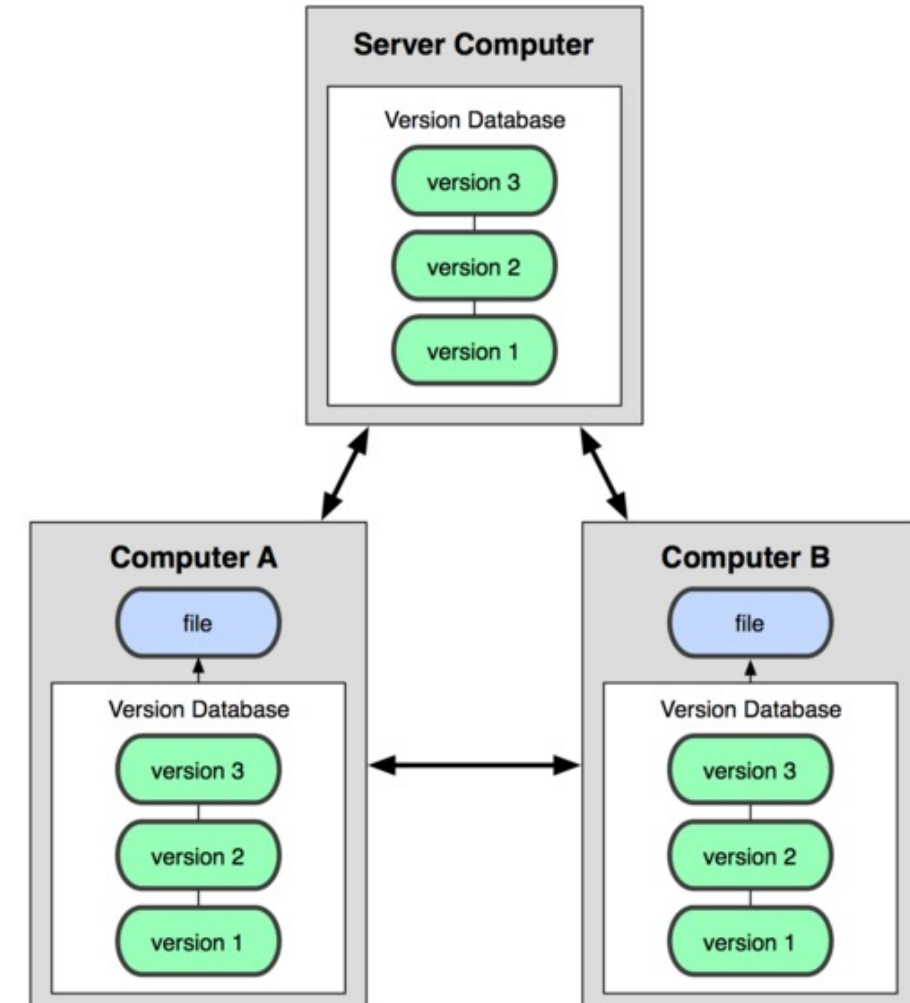 Server Computer
Version Database
version 3
version 2
version 1
Computer A
file
Version Database
version 3
version 2
version 1
Computer B
file
Version Database
version 3
version 2
version 1